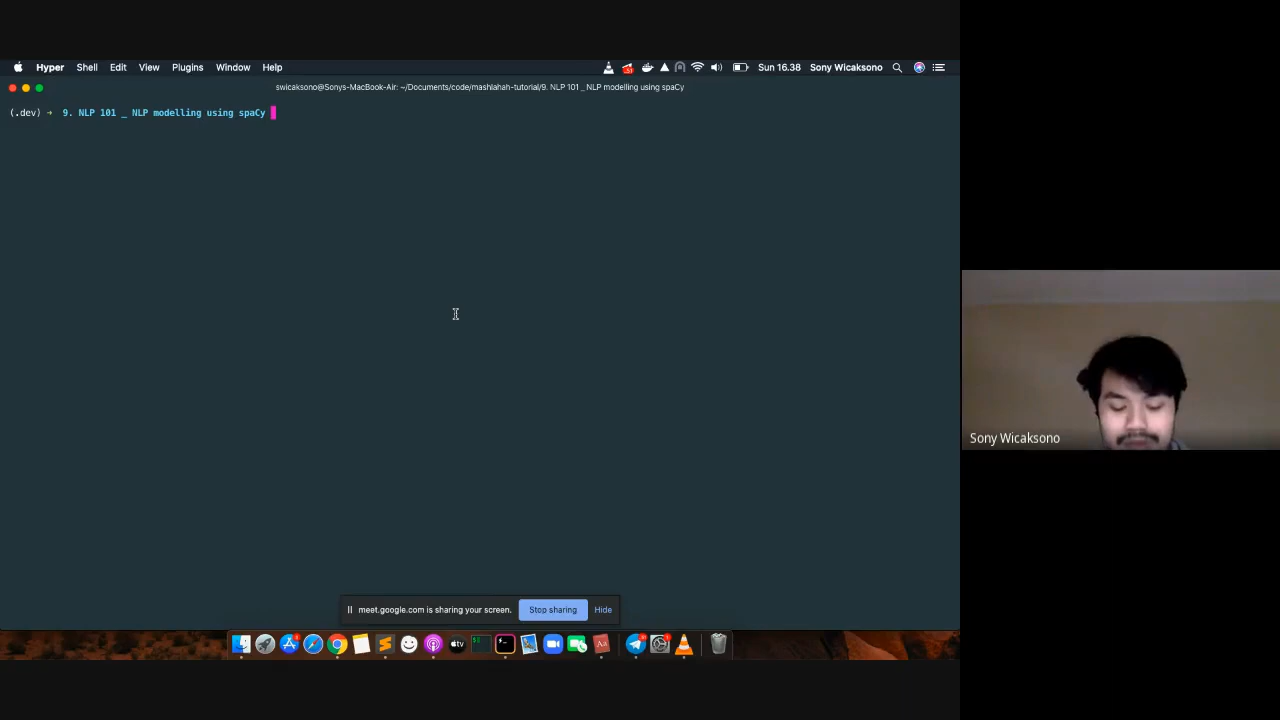 Hyper Shell Edit View Plugins Window Help Sun 16.38 Sony Wicaksono
swicaksono@Sonys-MacBook-Air: ~/Documents/code/mashlahah-tutorial/9. NLP 101 _ NLP modelling using spaCy
(.dev) → 9. NLP 101 _ NLP modelling using spaCy
Sony Wicaksono
meet.google.com is sharing your screen. Stop sharing Hide